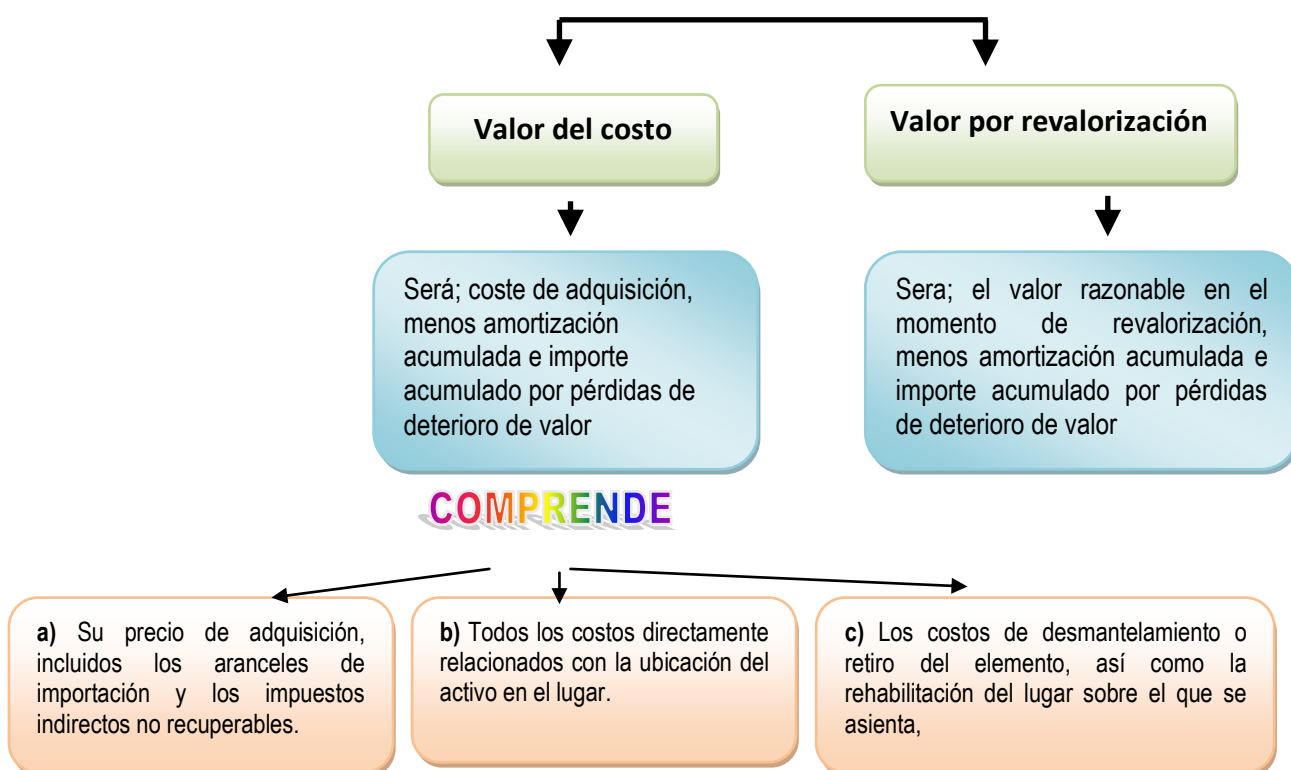 Valor del costo
Valor por revalorización
Será; coste de adquisición,
menos amortización
acumulada e importe
acumulado por pérdidas de
deterioro de valor
Sera; el valor razonable en el
momento de revalorización,
menos amortización acumulada e
importe acumulado por pérdidas
de deterioro de valor
COMPRENDE
a) Su precio de adquisición,
incluidos los aranceles de
importación y los impuestos
indirectos no recuperables.
b) Todos los costos directamente
relacionados con la ubicación del
activo en el lugar.
c) Los costos de desmantelamiento o
retiro del elemento, así como la
rehabilitación del lugar sobre el que se
asienta,